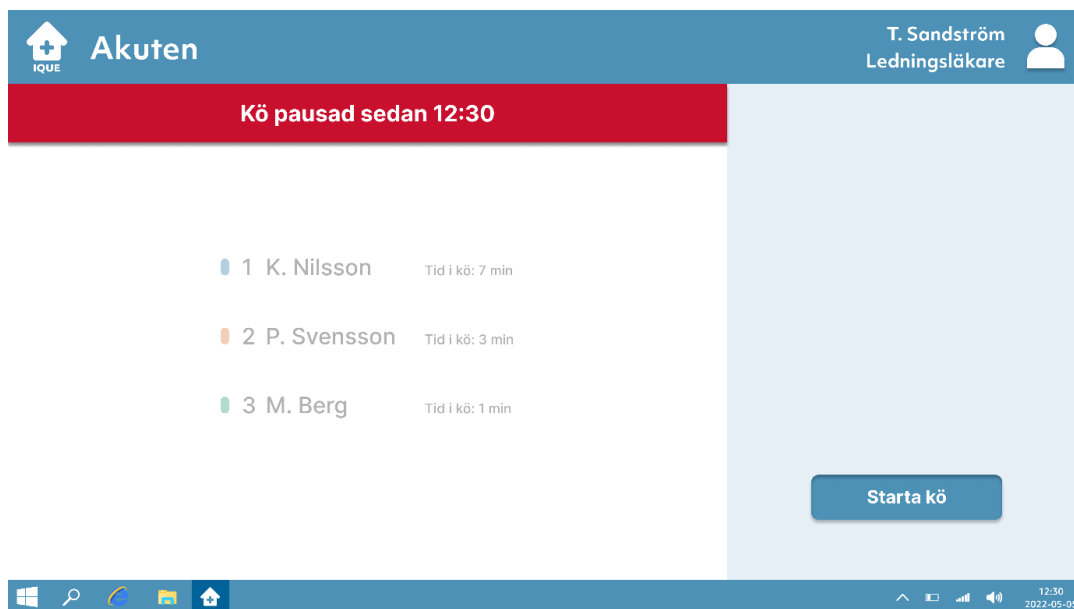 IQUE
Akuten
T. Sandström
Ledningsläkare
Kö pausad sedan 12:30
1 K. Nilsson Tid i kö: 7 min
2 P. Svensson Tid i kö: 3 min
3 M. Berg Tid i kö: 1 min
Starta kö
12:30
2022-05-05